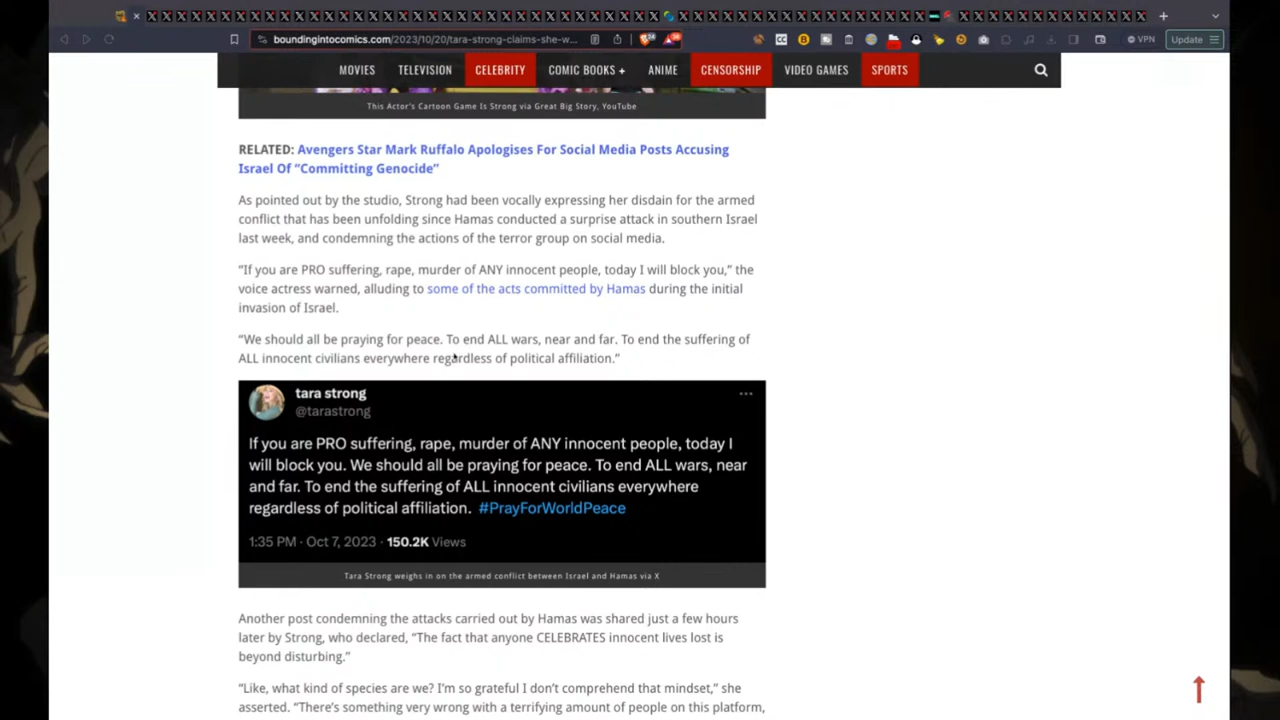 boundingintocomics.com/2023/10/20/tara-strong-claims-she-w...
VPN
Update
MOVIES TELEVISION CELEBRITY COMIC BOOKS + ANIME CENSORSHIP VIDEO GAMES SPORTS
This Actor's Cartoon Game Is Strong via Great Big Story, YouTube
RELATED: Avengers Star Mark Ruffalo Apologises For Social Media Posts Accusing
Israel Of “Committing Genocide”
As pointed out by the studio, Strong had been vocally expressing her disdain for the armed
conflict that has been unfolding since Hamas conducted a surprise attack in southern Israel
last week, and condemning the actions of the terror group on social media.
“If you are PRO suffering, rape, murder of ANY innocent people, today I will block you,” the
voice actress warned, alluding to some of the acts committed by Hamas during the initial
invasion of Israel.
“We should all be praying for peace. To end ALL wars, near and far. To end the suffering of
ALL innocent civilians everywhere regardless of political affiliation.”
tara strong
@tarastrong
If you are PRO suffering, rape, murder of ANY innocent people, today I
will block you. We should all be praying for peace. To end ALL wars, near
and far. To end the suffering of ALL innocent civilians everywhere
regardless of political affiliation. #PrayForWorldPeace
1:35 PM · Oct 7, 2023 · 150.2K Views
Tara Strong weighs in on the armed conflict between Israel and Hamas via X
Another post condemning the attacks carried out by Hamas was shared just a few hours
later by Strong, who declared, “The fact that anyone CELEBRATES innocent lives lost is
beyond disturbing.”
“Like, what kind of species are we? I’m so grateful I don’t comprehend that mindset,” she
asserted. “There’s something very wrong with a terrifying amount of people on this platform,